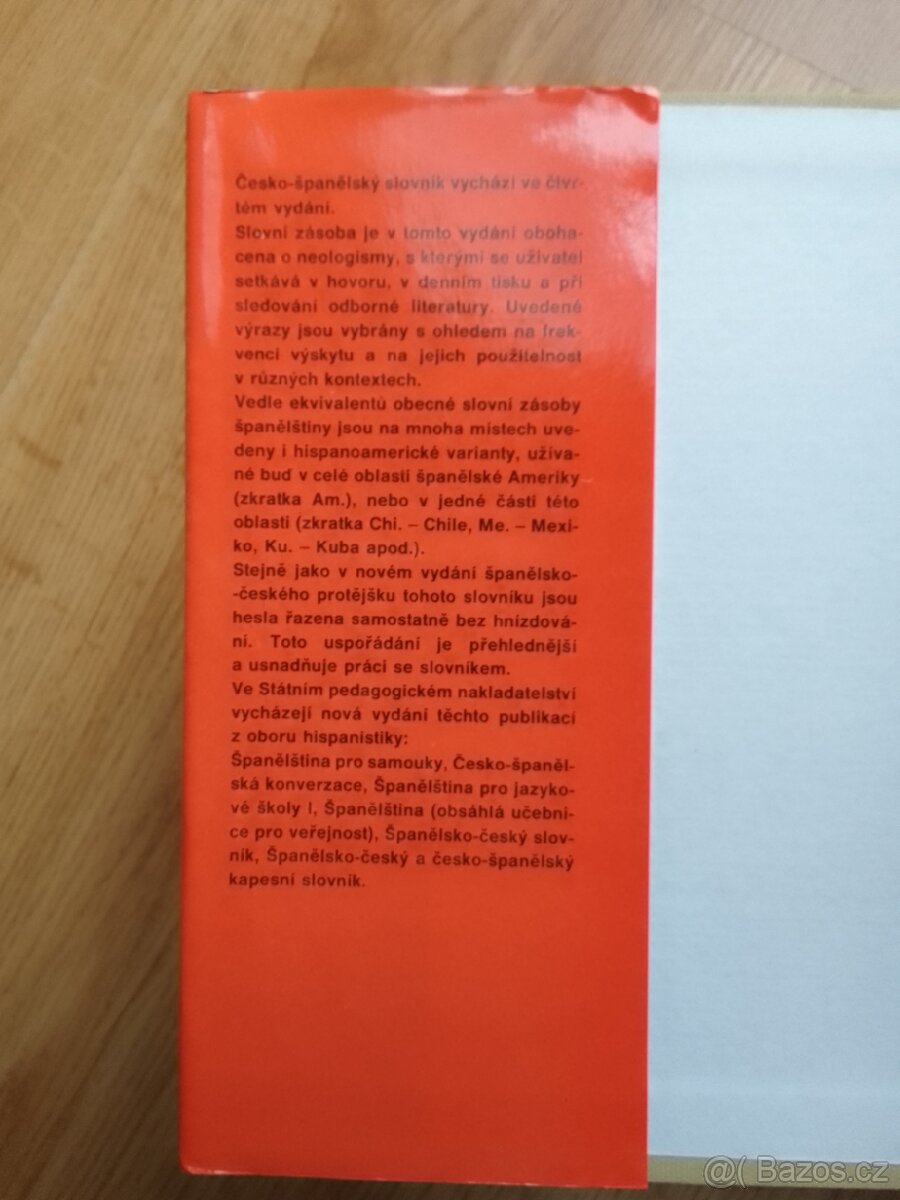 Česko-španělský slovník vychází ve čtvr-
tém vydání.
Slovní zásoba je v tomto vydání oboha-
cena o neologismy, s kterými se uživatel
setkává v hovoru, v denním tisku a při
sledování odborné literatury. Uvedené
výrazy jsou vybrány s ohledem na frek-
venci výskytu a na jejich použitelnost
v různých kontextech.
Vedle ekvivalentů obecné slovní zásoby
španělštiny jsou na mnoha místech uve-
deny i hispanoamerické varianty, užíva-
né buď v celé oblasti španělské Ameriky
(zkratka Am.), nebo v jedné části této
oblasti (zkratka Chi. – Chile, Me. – Mexi-
ko, Ku. – Kuba apod.).
Stejně jako v novém vydání španělsko-
-českého protějšku tohoto slovníku jsou
hesla řazena samostatně bez hnízdová-
ní. Toto uspořádání je přehlednější
a usnadňuje práci se slovníkem.
Ve Státním pedagogickém nakladatelství
vycházejí nová vydání těchto publikací
z oboru hispanistiky:
Španělština pro samouky, Česko-španěl-
ská konverzace, Španělština pro jazyko-
vé školy I, Španělština (obsáhlá učebni-
ce pro veřejnost), Španělsko-český slov-
ník, Španělsko-český a česko-španělský
kapesní slovník.
@( Bazos.cz